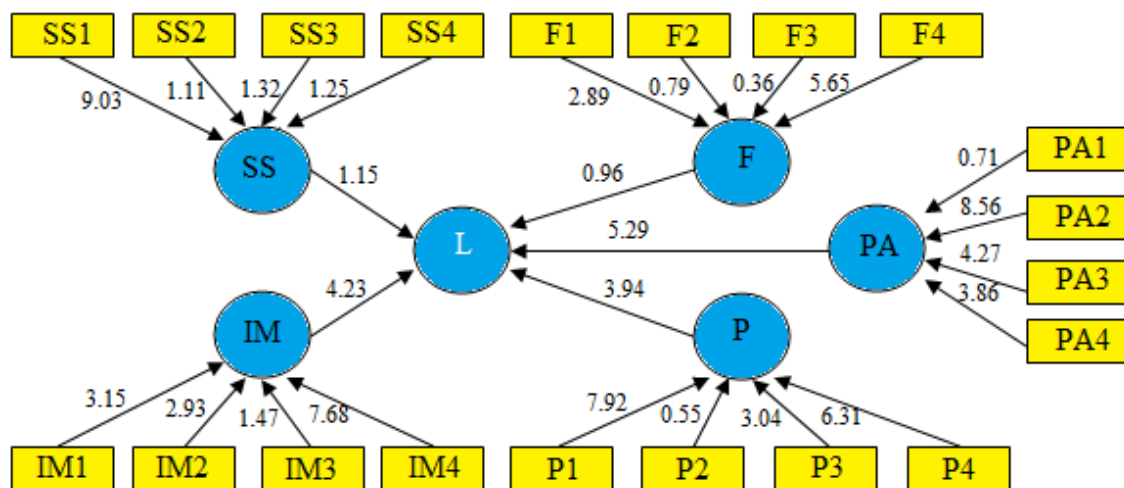 SS1 SS2 SS3 SS4 F1 F2 F3 F4
9.03 1.11 1.32 1.25 2.89 0.79 0.36 5.65
SS F PA1
1.15 0.96 0.71
8.56 PA2
L 5.29 PA 4.27
PA3
4.23 3.94 3.86
IM P PA4
3.15 2.93 1.47 7.68 7.92 0.55 3.04 6.31
IM1 IM2 IM3 IM4 P1 P2 P3 P4